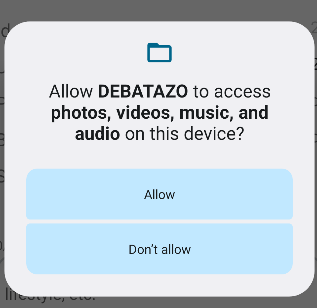 Allow DEBATAZO to access
photos, videos, music, and
audio on this device?
Allow
Don’t allow
lifestyle, etc.